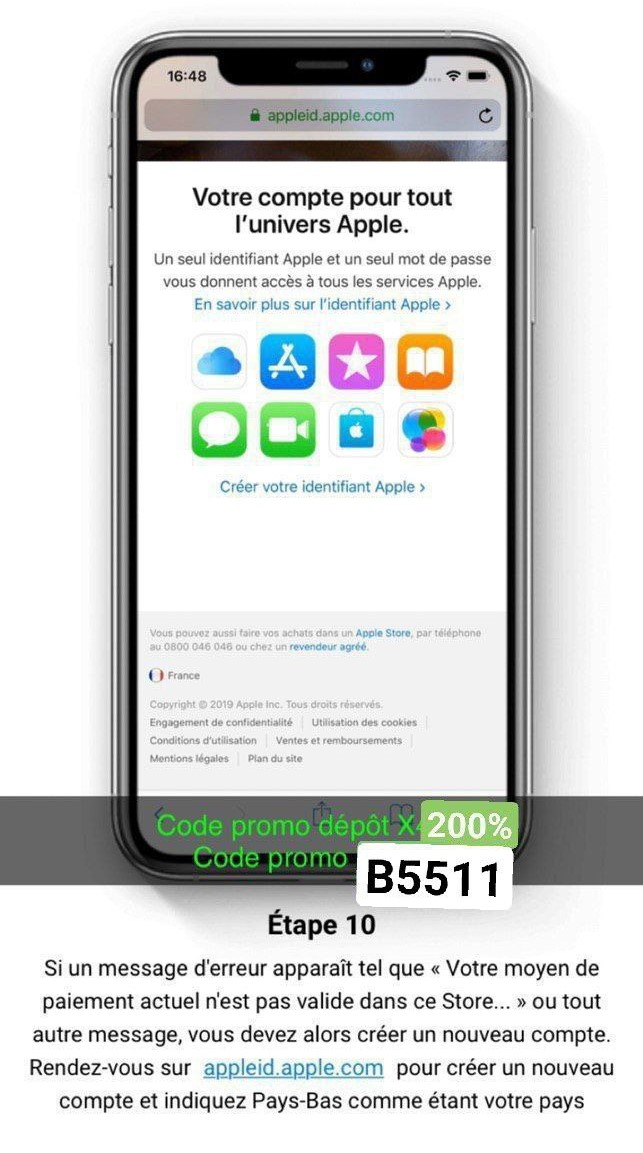 16:48
appleid.apple.com
Votre compte pour tout
l'univers Apple.
Un seul identifiant Apple et un seul mot de passe
vous donnent accès à tous les services Apple.
En savoir plus sur l'identifiant Apple >
Créer votre identifiant Apple >
Vous pouvez aussi faire vos achats dans un Apple Store, par téléphone
au 0800 046 046 ou chez un revendeur agréé.
France
Copyright © 2019 Apple Inc. Tous droits réservés.
Engagement de confidentialité | Utilisation des cookies |
Conditions d'utilisation | Ventes et remboursements |
Mentions légales | Plan du site
Code promo dépôt X 200%
Code promo B5511
Étape 10
Si un message d'erreur apparaît tel que « Votre moyen de
paiement actuel n'est pas valide dans ce Store... » ou tout
autre message, vous devez alors créer un nouveau compte.
Rendez-vous sur appleid.apple.com pour créer un nouveau
compte et indiquez Pays-Bas comme étant votre pays